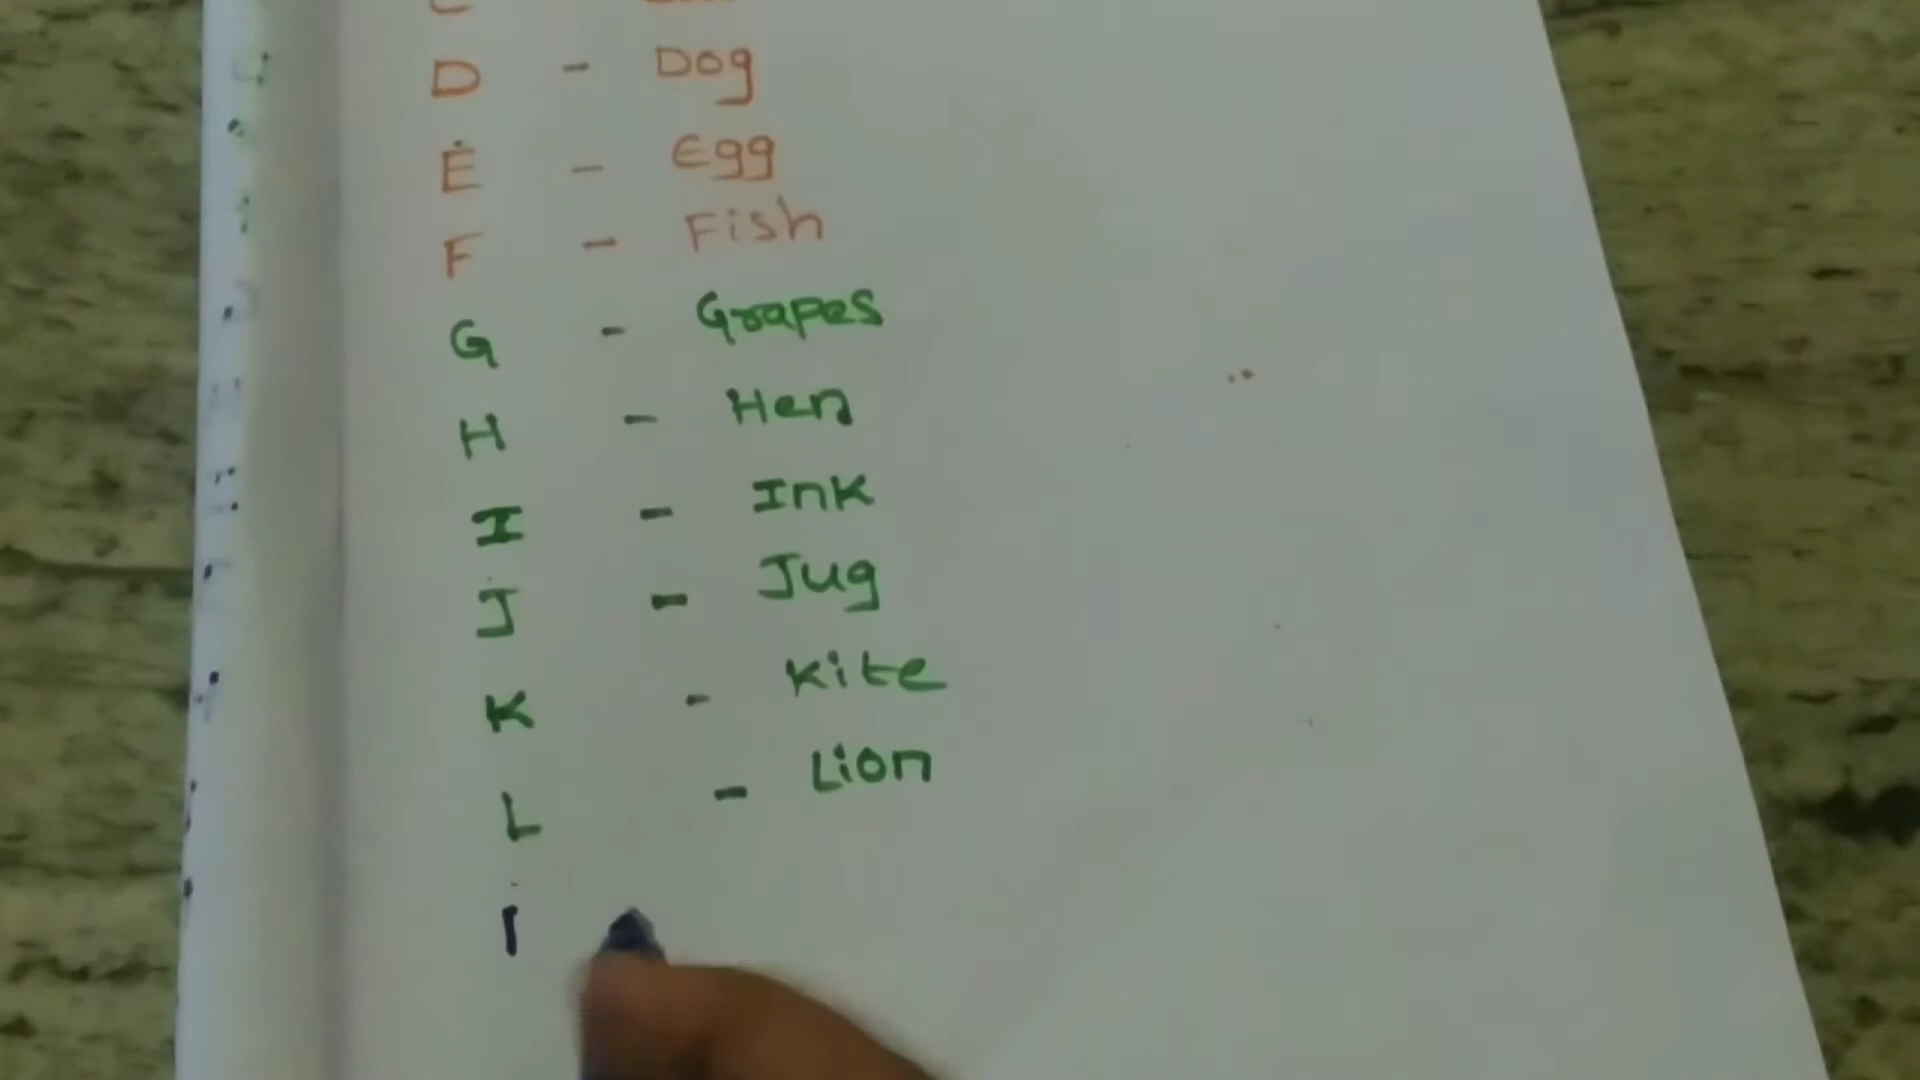 D - Dog
E - Egg
F - Fish
G - Grapes
H - Hen
I - Ink
J - Jug
K - Kite
L - Lion